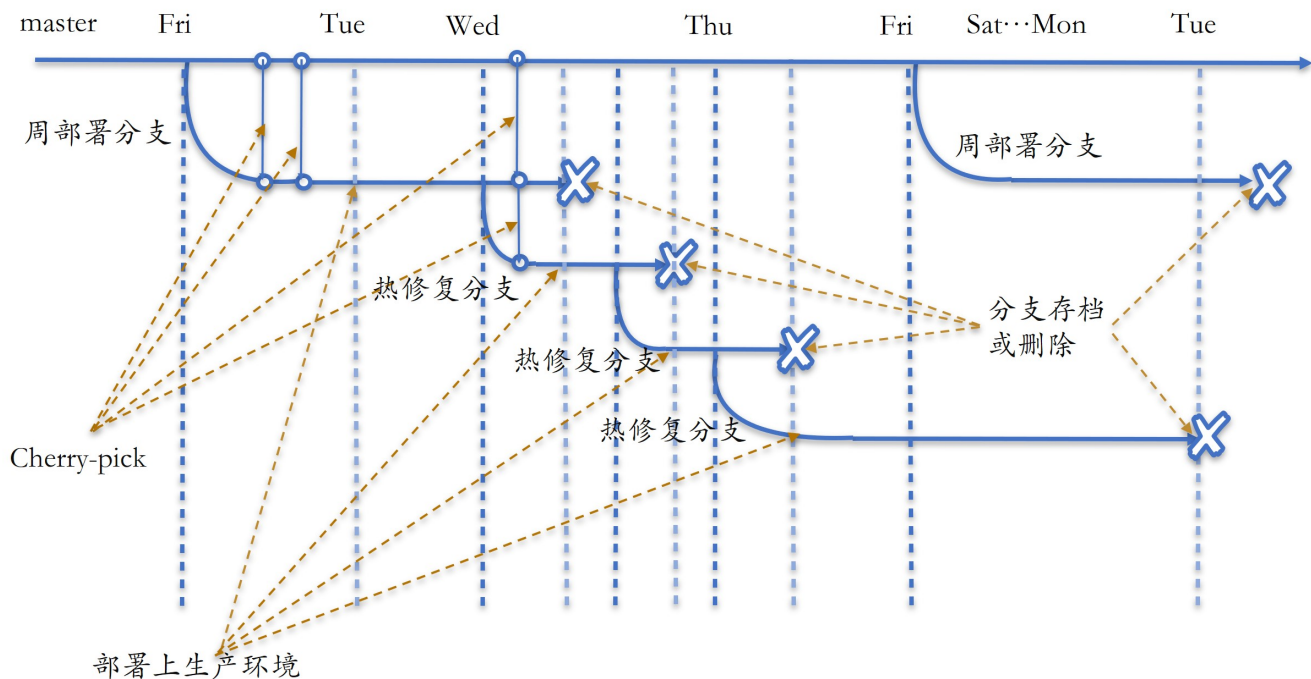 master Fri Tue Wed Thu Fri Sat…Mon Tue
周部署分支
周部署分支
热修复分支
分支存档
或删除
热修复分支
热修复分支
Cherry-pick
部署上生产环境